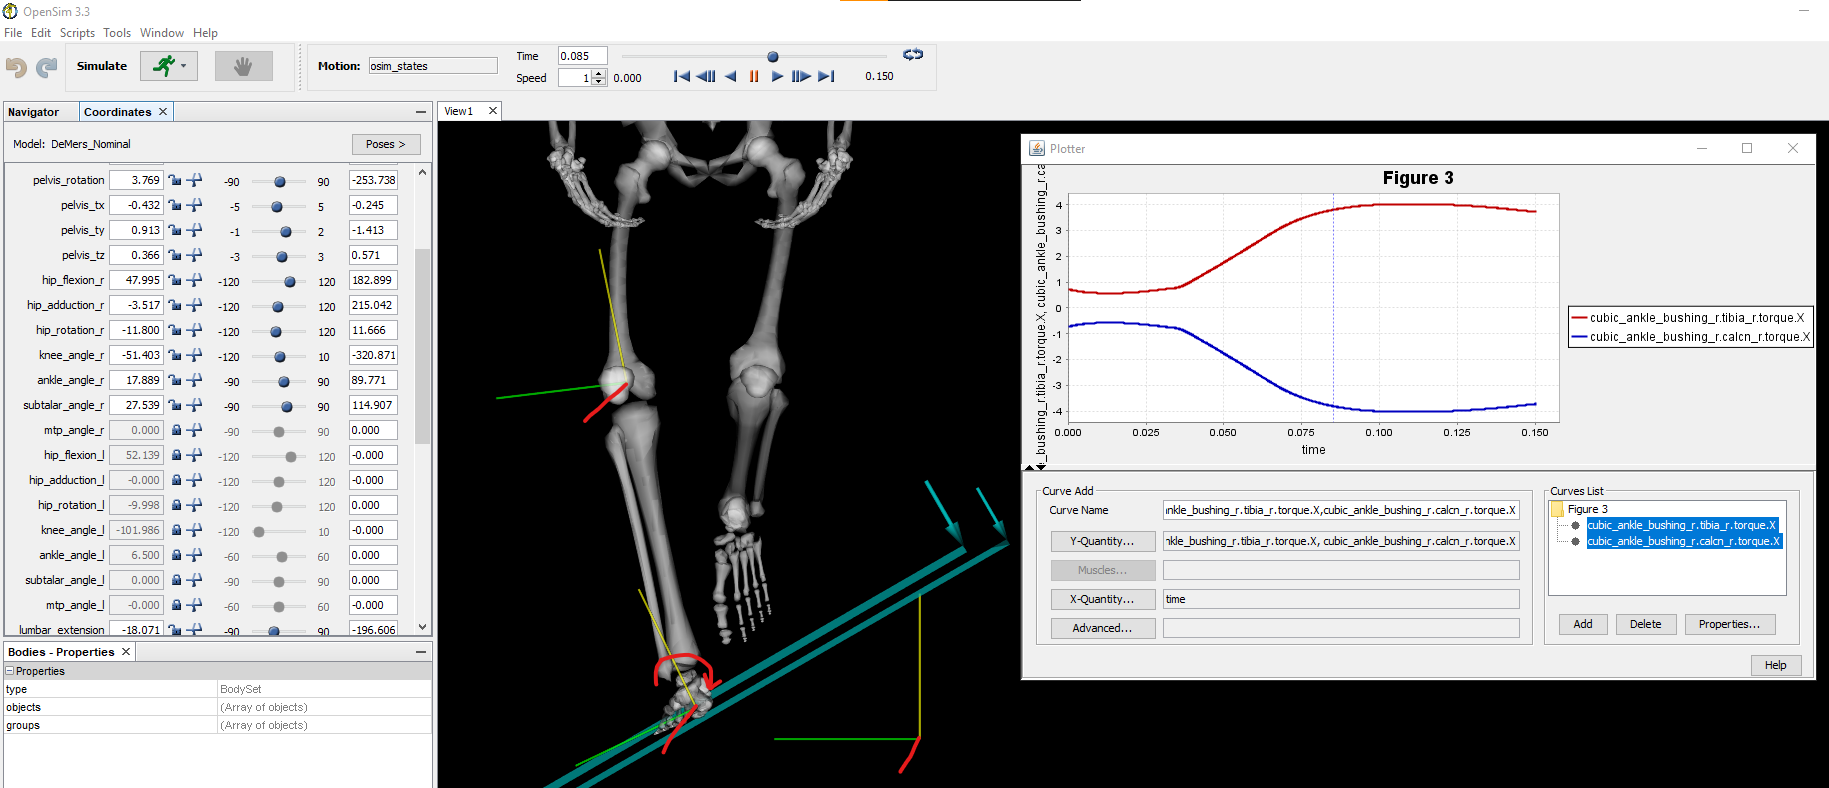 OpenSim 3.3
File Edit Scripts Tools Window Help
Simulate
Motion: osim_states
Time 0.085
Speed 1 0.000 0.150
Navigator Coordinates
Model: DeMers_Nominal Poses >
pelvis_rotation 3.769 -90 90 -253.738
pelvis_tx -0.432 -5 5 -0.245
pelvis_ty 0.913 -1 2 -1.413
pelvis_tz 0.366 -3 3 0.571
hip_flexion_r 47.995 -120 120 182.899
hip_adduction_r -3.517 -120 120 215.042
hip_rotation_r -11.800 -120 120 11.666
knee_angle_r -51.403 -120 10 -320.871
ankle_angle_r 17.889 -90 90 89.771
subtalar_angle_r 27.539 -90 90 114.907
mtp_angle_r 0.000 -90 90 0.000
hip_flexion_l 52.139 -120 120 -0.000
hip_adduction_l -0.000 -120 120 -0.000
hip_rotation_l -9.998 -120 120 0.000
knee_angle_l -101.986 -120 10 -0.000
ankle_angle_l 6.500 -60 60 0.000
subtalar_angle_l 0.000 -90 90 0.000
mtp_angle_l -0.000 -60 60 -0.000
lumbar_extension -18.071 -90 90 -196.606
Bodies - Properties
Properties
type BodySet
objects (Array of objects)
groups (Array of objects)
View1
Plotter
Figure 3
_bushing_r.tibia_r.torque.X, cubic_ankle_bushing_r.ca
4
3
2
1
0
-1
-2
-3
-4
0.000 0.025 0.050 0.075 0.100 0.125 0.150
time
cubic_ankle_bushing_r.tibia_r.torque.X
cubic_ankle_bushing_r.calcn_r.torque.X
Curve Add
Curve Name ankle_bushing_r.tibia_r.torque.X,cubic_ankle_bushing_r.calcn_r.torque.X
Y-Quantity... nkle_bushing_r.tibia_r.torque.X, cubic_ankle_bushing_r.calcn_r.torque.X
Muscles...
X-Quantity... time
Advanced...
Curves List
Figure 3
cubic_ankle_bushing_r.tibia_r.torque.X
cubic_ankle_bushing_r.calcn_r.torque.X
Add Delete Properties...
Help